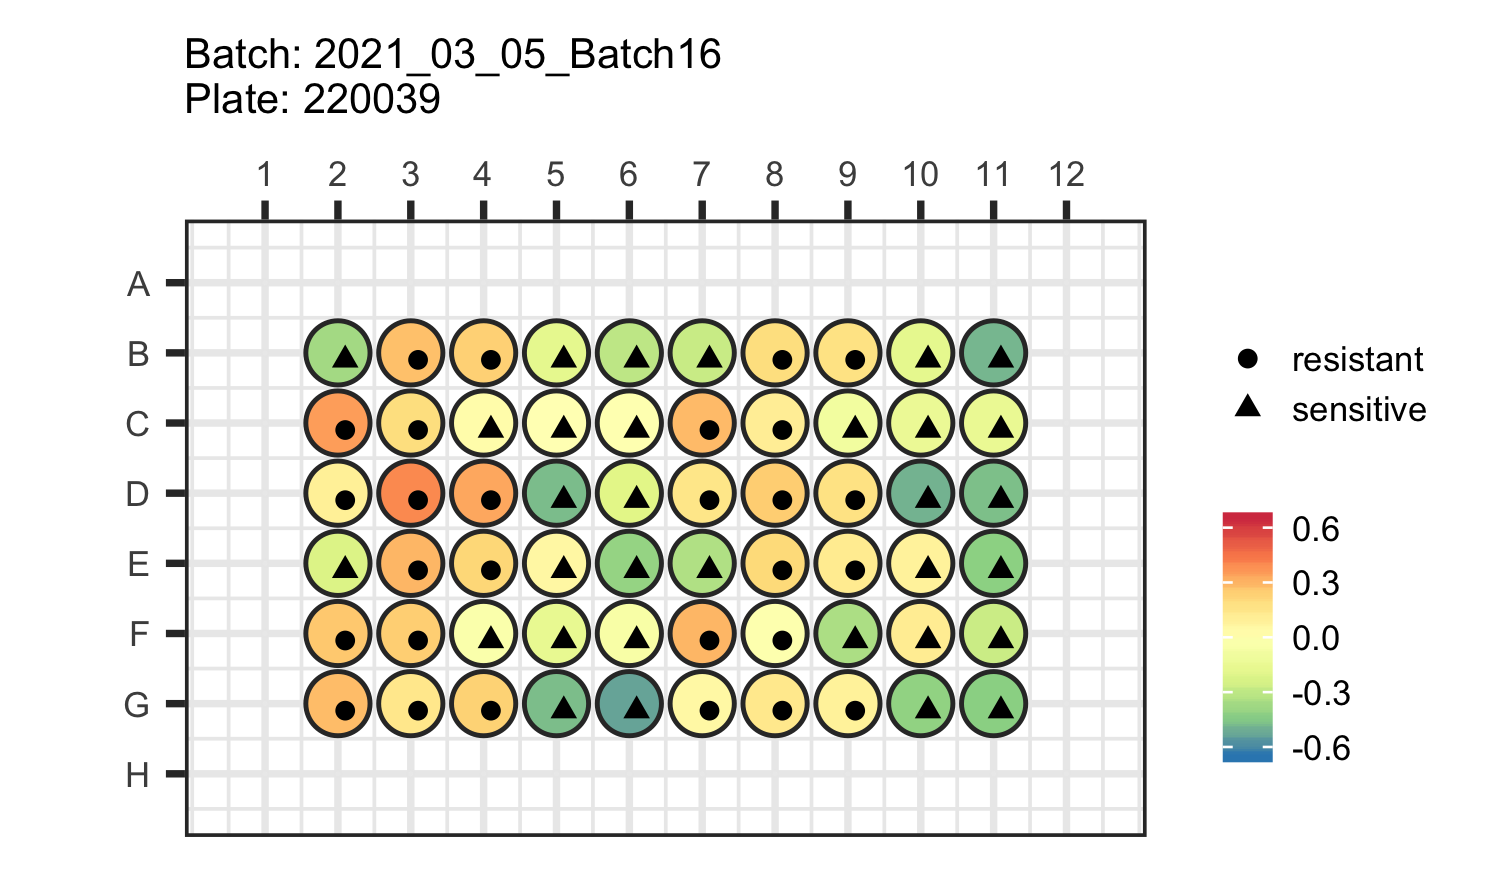 Batch: 2021_03_05_Batch16
Plate: 220039
1 2 3 4 5 6 7 8 9 10 11 12
A
B
C
D
E
F
G
H
resistant
sensitive
0.6
0.3
0.0
-0.3
-0.6